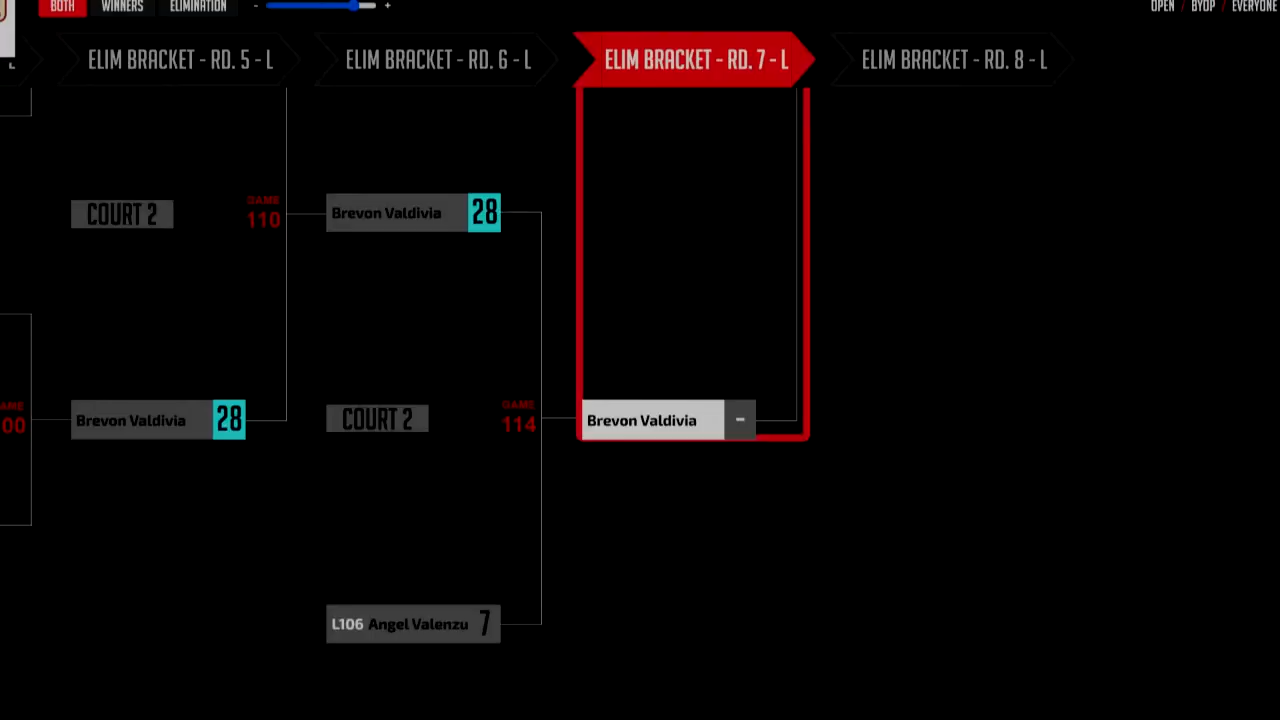 BOTH WINNERS ELIMINATION - + OPEN / BYOP / EVERYONE
ELIM BRACKET - RD. 5 - L
ELIM BRACKET - RD. 6 - L
ELIM BRACKET - RD. 7 - L
ELIM BRACKET - RD. 8 - L
COURT 2
GAME
110
Brevon Valdivia 28
00
Brevon Valdivia 28
COURT 2
GAME
114
Brevon Valdivia -
L106 Angel Valenzu 7